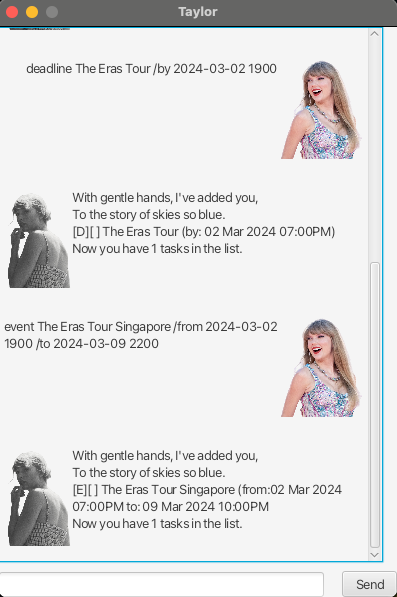 Taylor
deadline The Eras Tour /by 2024-03-02 1900
With gentle hands, I've added you,
To the story of skies so blue.
[D][ ] The Eras Tour (by: 02 Mar 2024 07:00PM)
Now you have 1 tasks in the list.
event The Eras Tour Singapore /from 2024-03-02
1900 /to 2024-03-09 2200
With gentle hands, I've added you,
To the story of skies so blue.
[E][ ] The Eras Tour Singapore (from:02 Mar 2024
07:00PM to: 09 Mar 2024 10:00PM
Now you have 1 tasks in the list.
Send